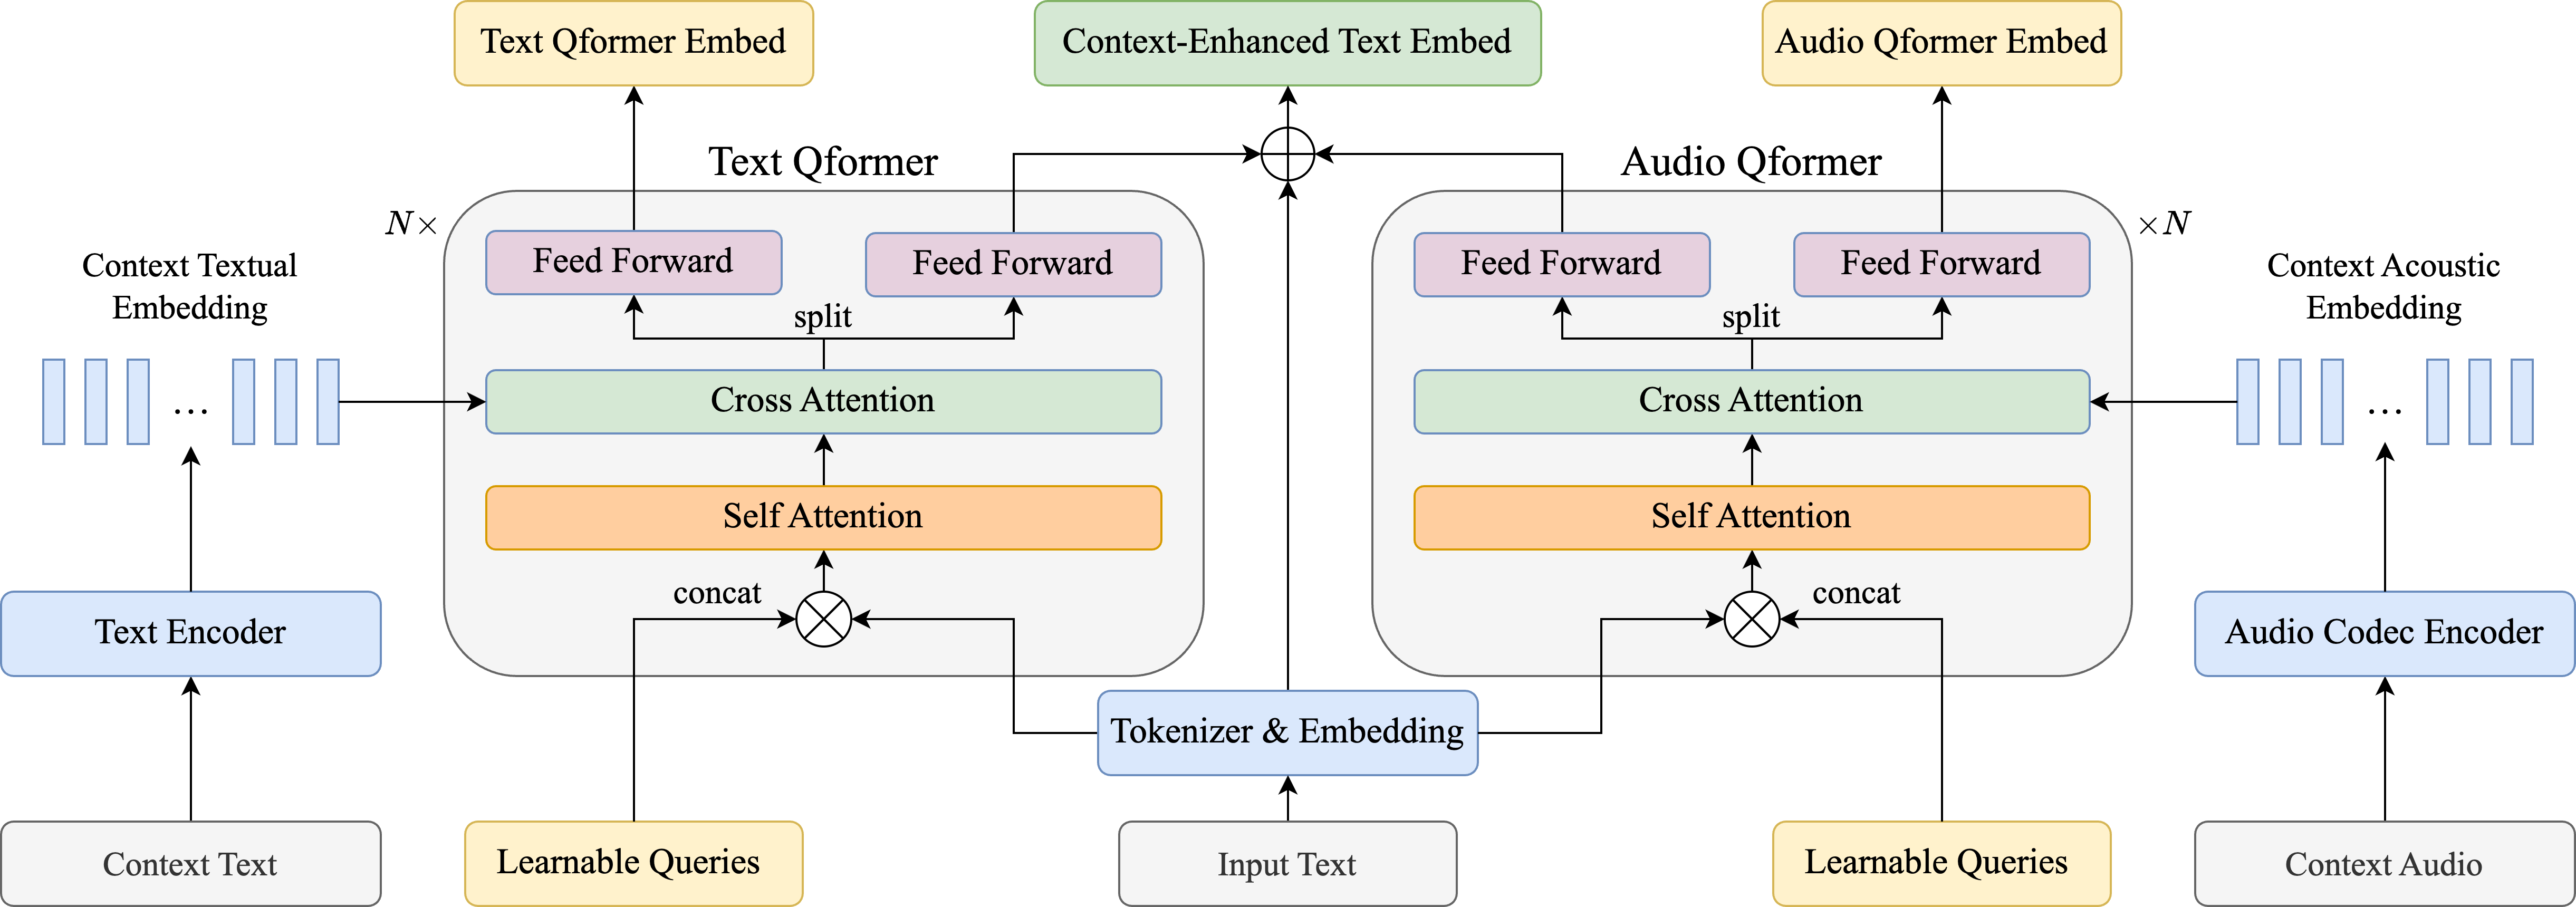 Text Qformer Embed
Context-Enhanced Text Embed
Audio Qformer Embed
Text Qformer
Audio Qformer
N×
×N
Feed Forward
Feed Forward
Feed Forward
Feed Forward
Context Textual
Embedding
Context Acoustic
Embedding
split
split
...
Cross Attention
Cross Attention
...
Self Attention
Self Attention
concat
concat
Text Encoder
Audio Codec Encoder
Tokenizer & Embedding
Context Text
Learnable Queries
Input Text
Learnable Queries
Context Audio